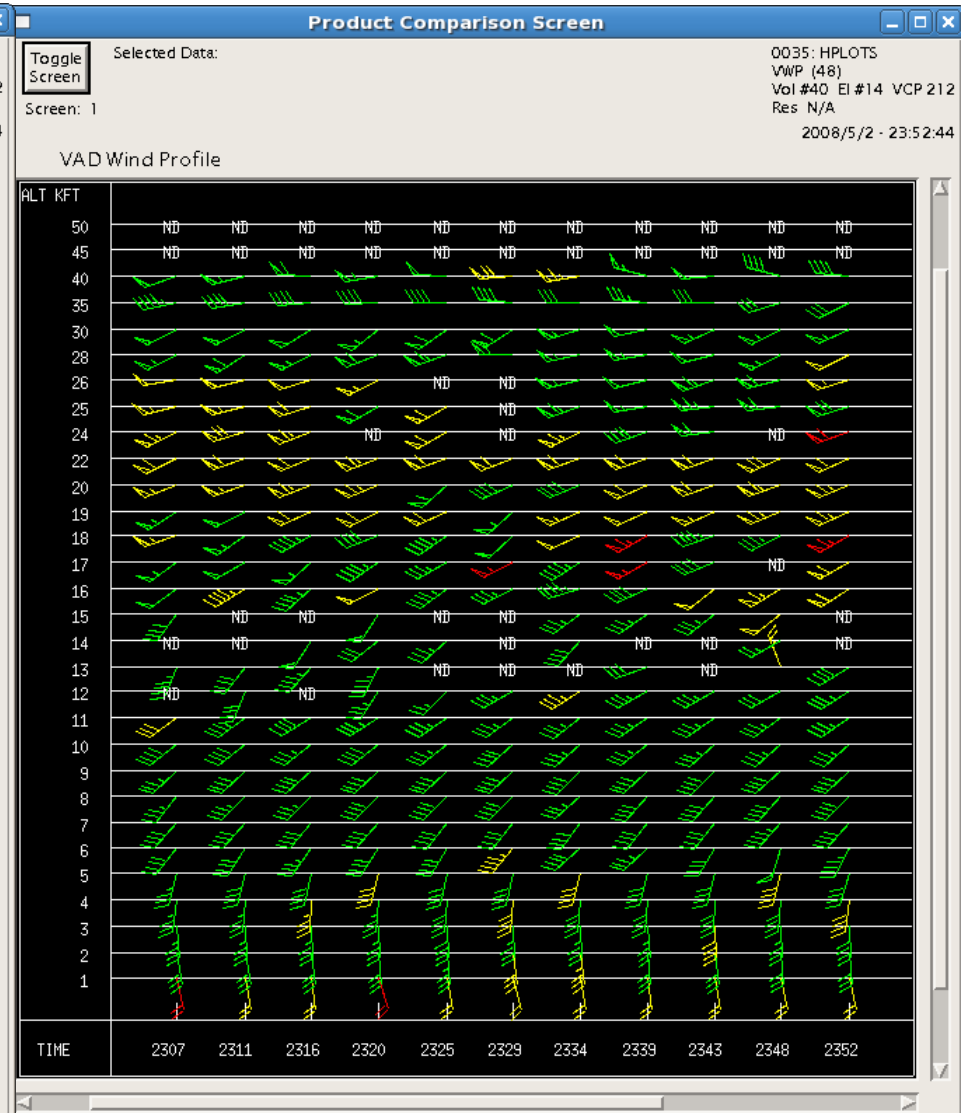 Product Comparison Screen
Toggle
Screen
Selected Data:
0035: HPLOTS
VWP (48)
Vol #40 El #14 VCP 212
Res N/A
Screen: 1
2008/5/2 - 23:52:44
VAD Wind Profile
ALT KFT
50 ND ND ND ND ND ND ND ND ND ND ND
45 ND ND ND ND ND ND ND ND ND ND ND
40
35
30
28
26 ND ND
25 ND
24 ND ND ND
22
20
19
18
17 ND
16
15 ND ND ND ND ND
14 ND ND ND ND ND ND
13 ND ND ND ND
12 ND ND
11
10
9
8
7
6
5
4
3
2
1
TIME 2307 2311 2316 2320 2325 2329 2334 2339 2343 2348 2352